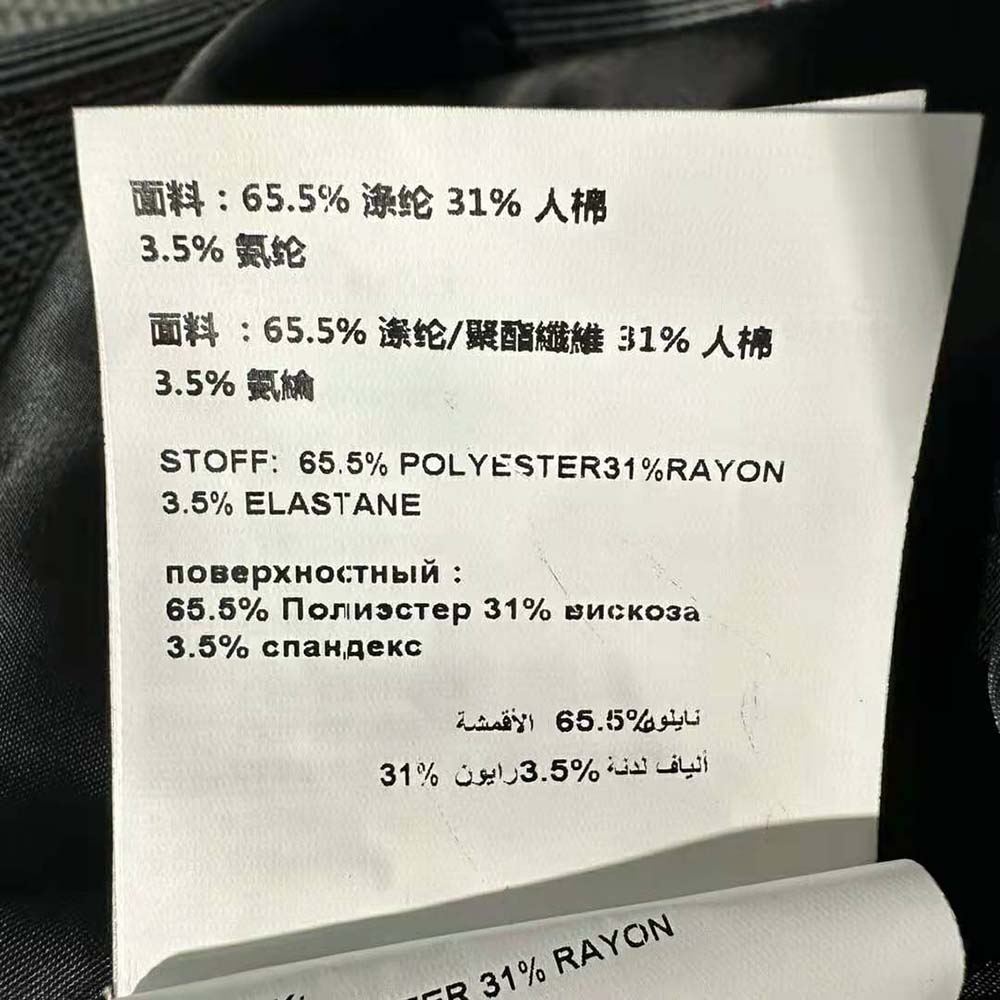 面料：65.5% 涤纶 31% 人棉
3.5% 氨纶
面料 ：65.5% 涤纶/聚酯纖維 31% 人棉
3.5% 氨綸
STOFF: 65.5% POLYESTER31%RAYON
3.5% ELASTANE
поверхностный :
65.5% Полиэстер 31% вискоза
3.5% спандекс
الأقمشة 65.5%نايلون
31% رايون3.5% ألياف لدنة
31% RAYON